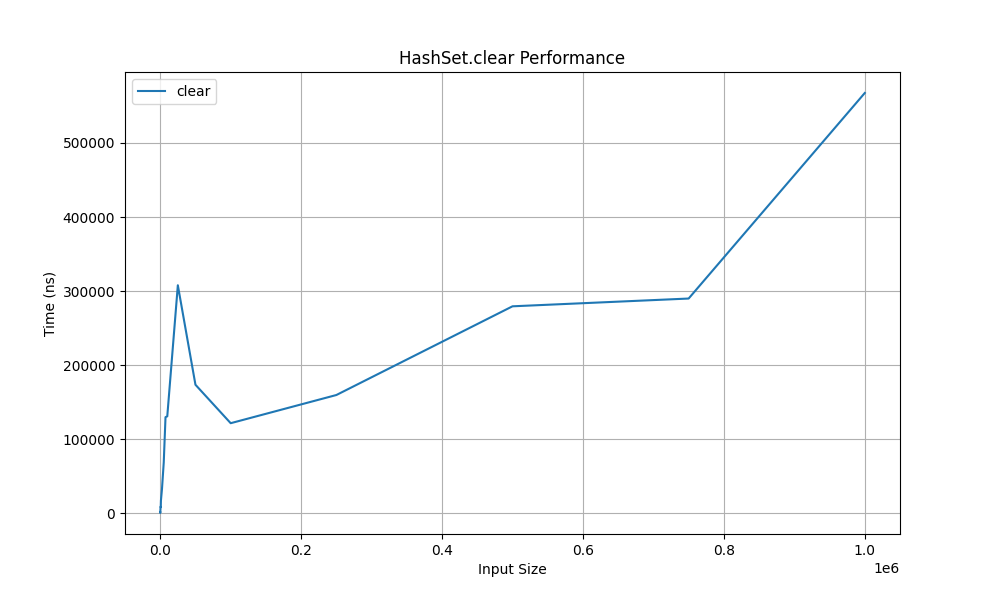 HashSet.clear Performance
clear
Time (ns)
500000
400000
300000
200000
100000
0
0.0 0.2 0.4 0.6 0.8 1.0
1e6
Input Size